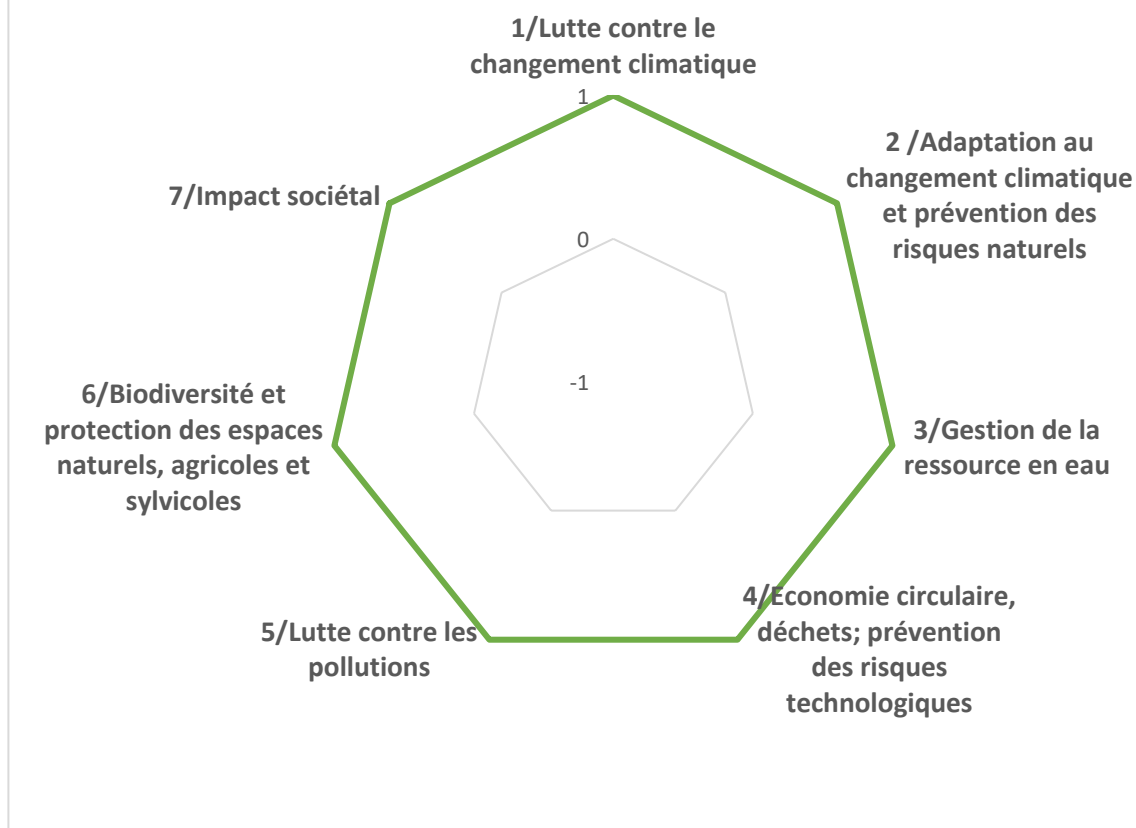 1/Lutte contre le
changement climatique
1
2 /Adaptation au
changement climatique
et prévention des
risques naturels
7/Impact sociétal
0
-1
6/Biodiversité et
protection des espaces
naturels, agricoles et
sylvicoles
3/Gestion de la
ressource en eau
4/Economie circulaire,
déchets; prévention
des risques
technologiques
5/Lutte contre les
pollutions